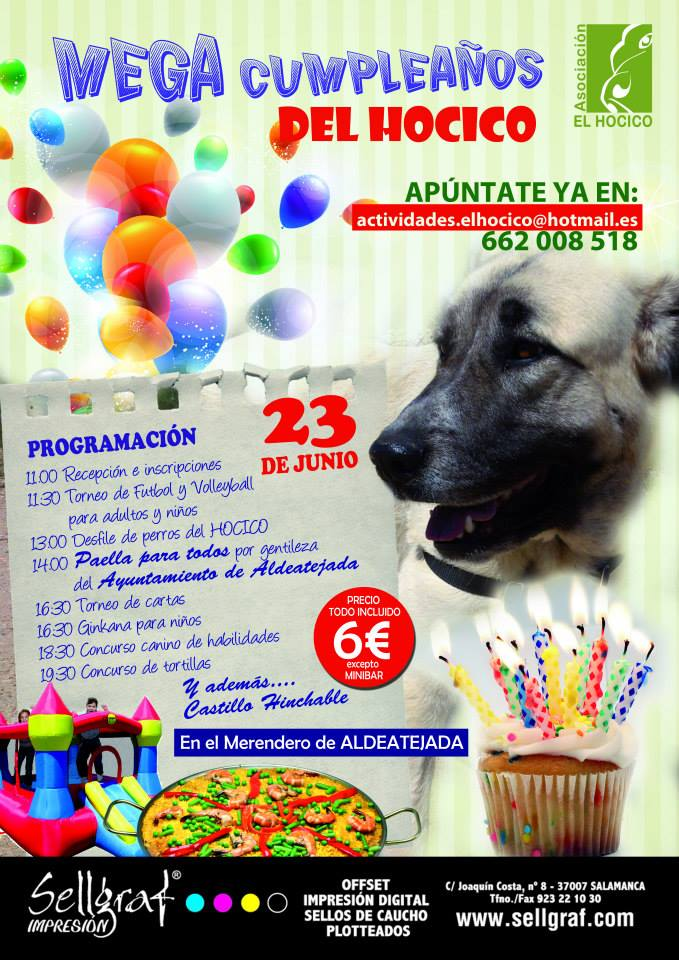 MEGA CUMPLEAÑOS
DEL HOCICO
Asociación
EL HOCICO
APÚNTATE YA EN:
actividades.elhocico@hotmail.es
662 008 518
23
DE JUNIO
PROGRAMACIÓN
11:00 Recepción e inscripciones
11:30 Torneo de Futbol y Volleyball
para adultos y niños
13:00 Desfile de perros del HOCICO
14:00 Paella para todos por gentileza
del Ayuntamiento de Aldeatejada
16:30 Torneo de cartas
16:30 Ginkana para niños
18:30 Concurso canino de habilidades
19:30 Concurso de tortillas
Y además....
Castillo Hinchable
PRECIO
TODO INCLUIDO
6€
excepto
MINIBAR
En el Merendero de ALDEATEJADA
Sellgraf®
IMPRESIÓN
OFFSET
IMPRESIÓN DIGITAL
SELLOS DE CAUCHO
PLOTTEADOS
C/ Joaquín Costa, nº 8 - 37007 SALAMANCA
Tfno./Fax 923 22 10 30
www.sellgraf.com